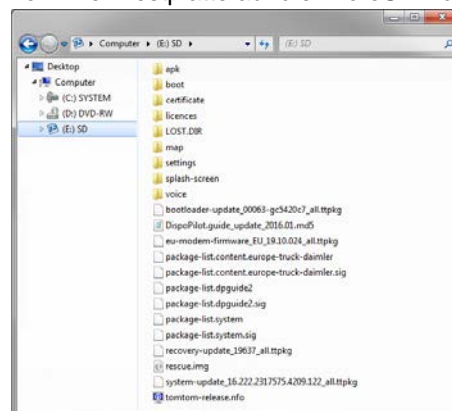 Computer ▸ (E:) SD ▸
(E:) SD
Desktop
Computer
(C:) SYSTEM
(D:) DVD-RW
(E:) SD
apk
boot
certificate
licences
LOST.DIR
map
settings
splash-screen
voice
bootloader-update_00063-gc5420c7_all.ttpkg
DispoPilot.guide_update_2016.01.md5
eu-modem-firmware_EU_19.10.024_all.ttpkg
package-list.content.europe-truck-daimler
package-list.content.europe-truck-daimler.sig
package-list.dpguide2
package-list.dpguide2.sig
package-list.system
package-list.system.sig
recovery-update_19637_all.ttpkg
rescue.img
system-update_16.222.2317575.4209.122_all.ttpkg
tomtom-release.nfo